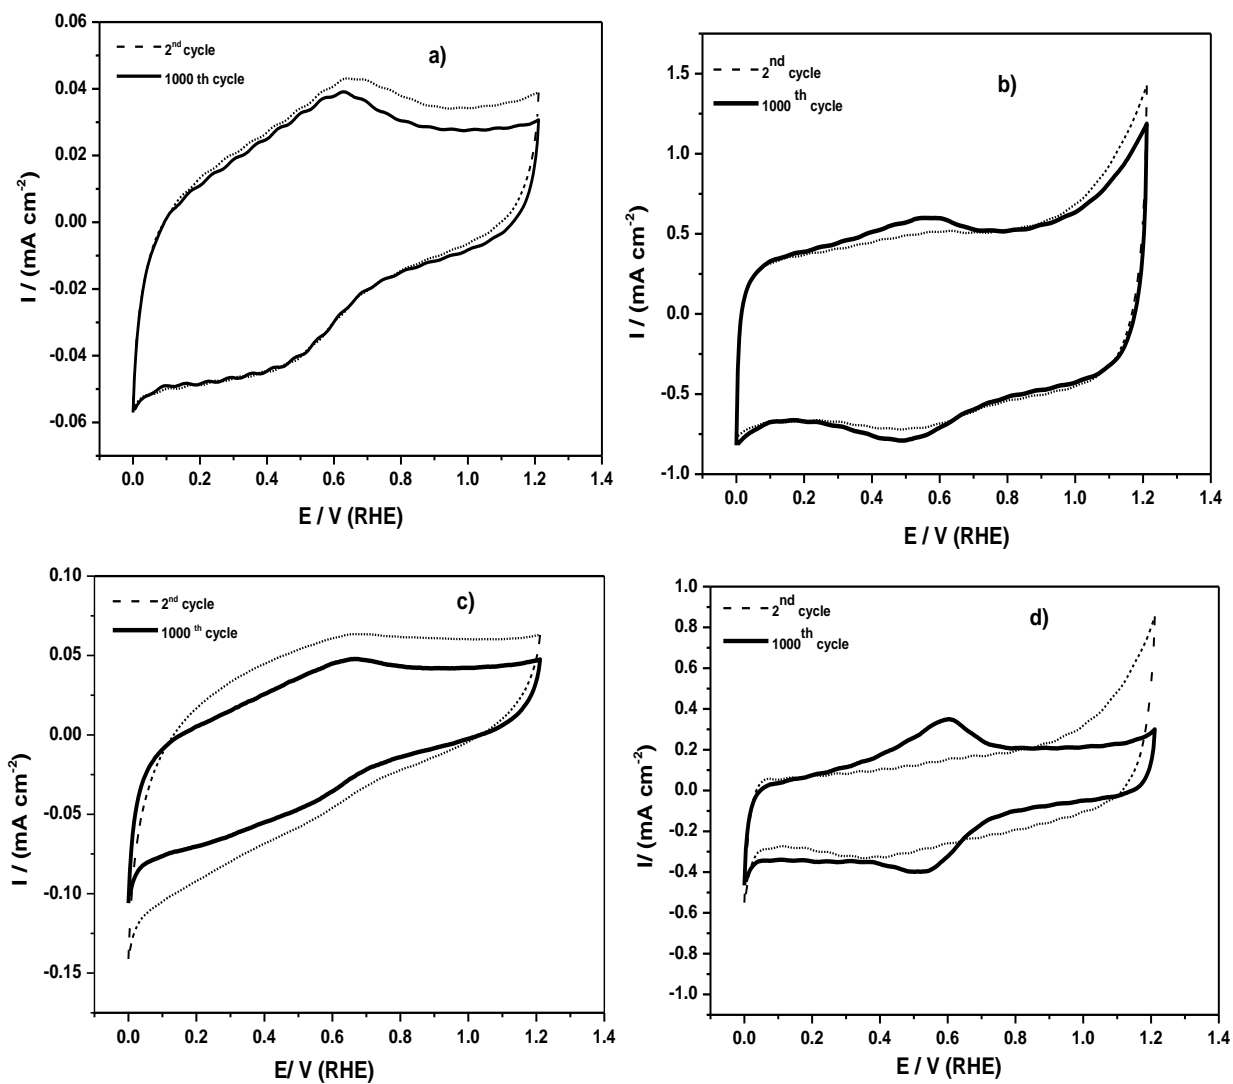 0.06
0.04
0.02
0.00
-0.02
-0.04
-0.06
I / (mA cm-2)
2nd cycle
1000 th cycle
a)
0.0 0.2 0.4 0.6 0.8 1.0 1.2 1.4
E / V (RHE)
1.5
1.0
0.5
0.0
-0.5
-1.0
I / (mA cm-2)
2nd cycle
1000th cycle
b)
0.0 0.2 0.4 0.6 0.8 1.0 1.2 1.4
E / V (RHE)
0.10
0.05
0.00
-0.05
-0.10
-0.15
I / (mA cm-2)
2nd cycle
1000 th cycle
c)
0.0 0.2 0.4 0.6 0.8 1.0 1.2 1.4
E/ V (RHE)
1.0
0.8
0.6
0.4
0.2
0.0
-0.2
-0.4
-0.6
-0.8
-1.0
I/ (mA cm-2)
2nd cycle
1000th cycle
d)
0.0 0.2 0.4 0.6 0.8 1.0 1.2 1.4
E / V (RHE)